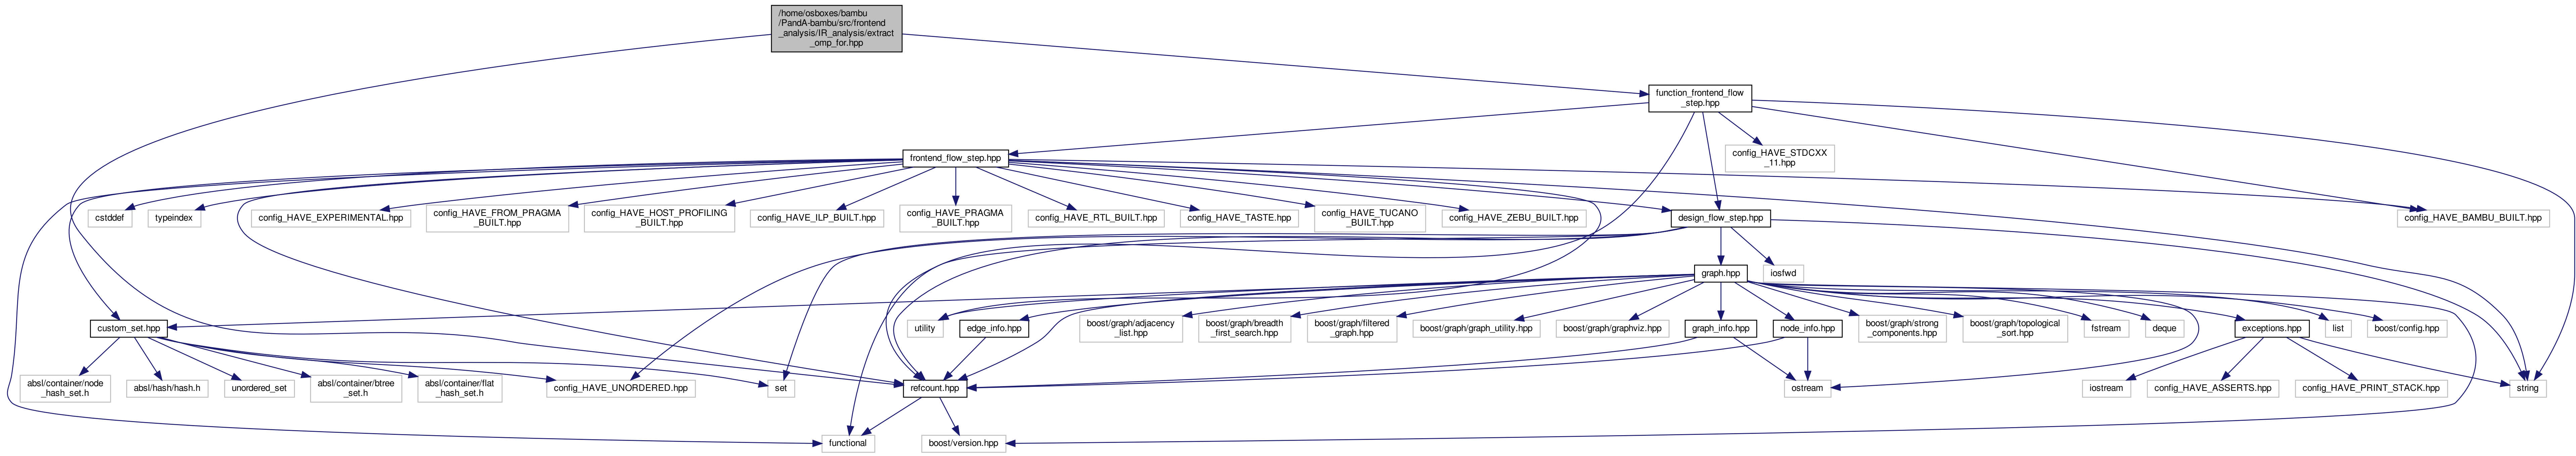 /home/osboxes/bambu
/PandA-bambu/src/frontend
_analysis/IR_analysis/extract
_omp_for.hpp
function_frontend_flow
_step.hpp
frontend_flow_step.hpp
config_HAVE_STDCXX
_11.hpp
cstddef
typeindex
config_HAVE_EXPERIMENTAL.hpp
config_HAVE_FROM_PRAGMA
_BUILT.hpp
config_HAVE_HOST_PROFILING
_BUILT.hpp
config_HAVE_ILP_BUILT.hpp
config_HAVE_PRAGMA
_BUILT.hpp
config_HAVE_RTL_BUILT.hpp
config_HAVE_TASTE.hpp
config_HAVE_TUCANO
_BUILT.hpp
config_HAVE_ZEBU_BUILT.hpp
design_flow_step.hpp
config_HAVE_BAMBU_BUILT.hpp
graph.hpp
iosfwd
custom_set.hpp
utility
edge_info.hpp
boost/graph/adjacency
_list.hpp
boost/graph/breadth
_first_search.hpp
boost/graph/filtered
_graph.hpp
boost/graph/graph_utility.hpp
boost/graph/graphviz.hpp
graph_info.hpp
node_info.hpp
boost/graph/strong
_components.hpp
boost/graph/topological
_sort.hpp
fstream
deque
exceptions.hpp
list
boost/config.hpp
absl/container/node
_hash_set.h
absl/hash/hash.h
unordered_set
absl/container/btree
_set.h
absl/container/flat
_hash_set.h
config_HAVE_UNORDERED.hpp
set
refcount.hpp
ostream
iostream
config_HAVE_ASSERTS.hpp
config_HAVE_PRINT_STACK.hpp
string
functional
boost/version.hpp